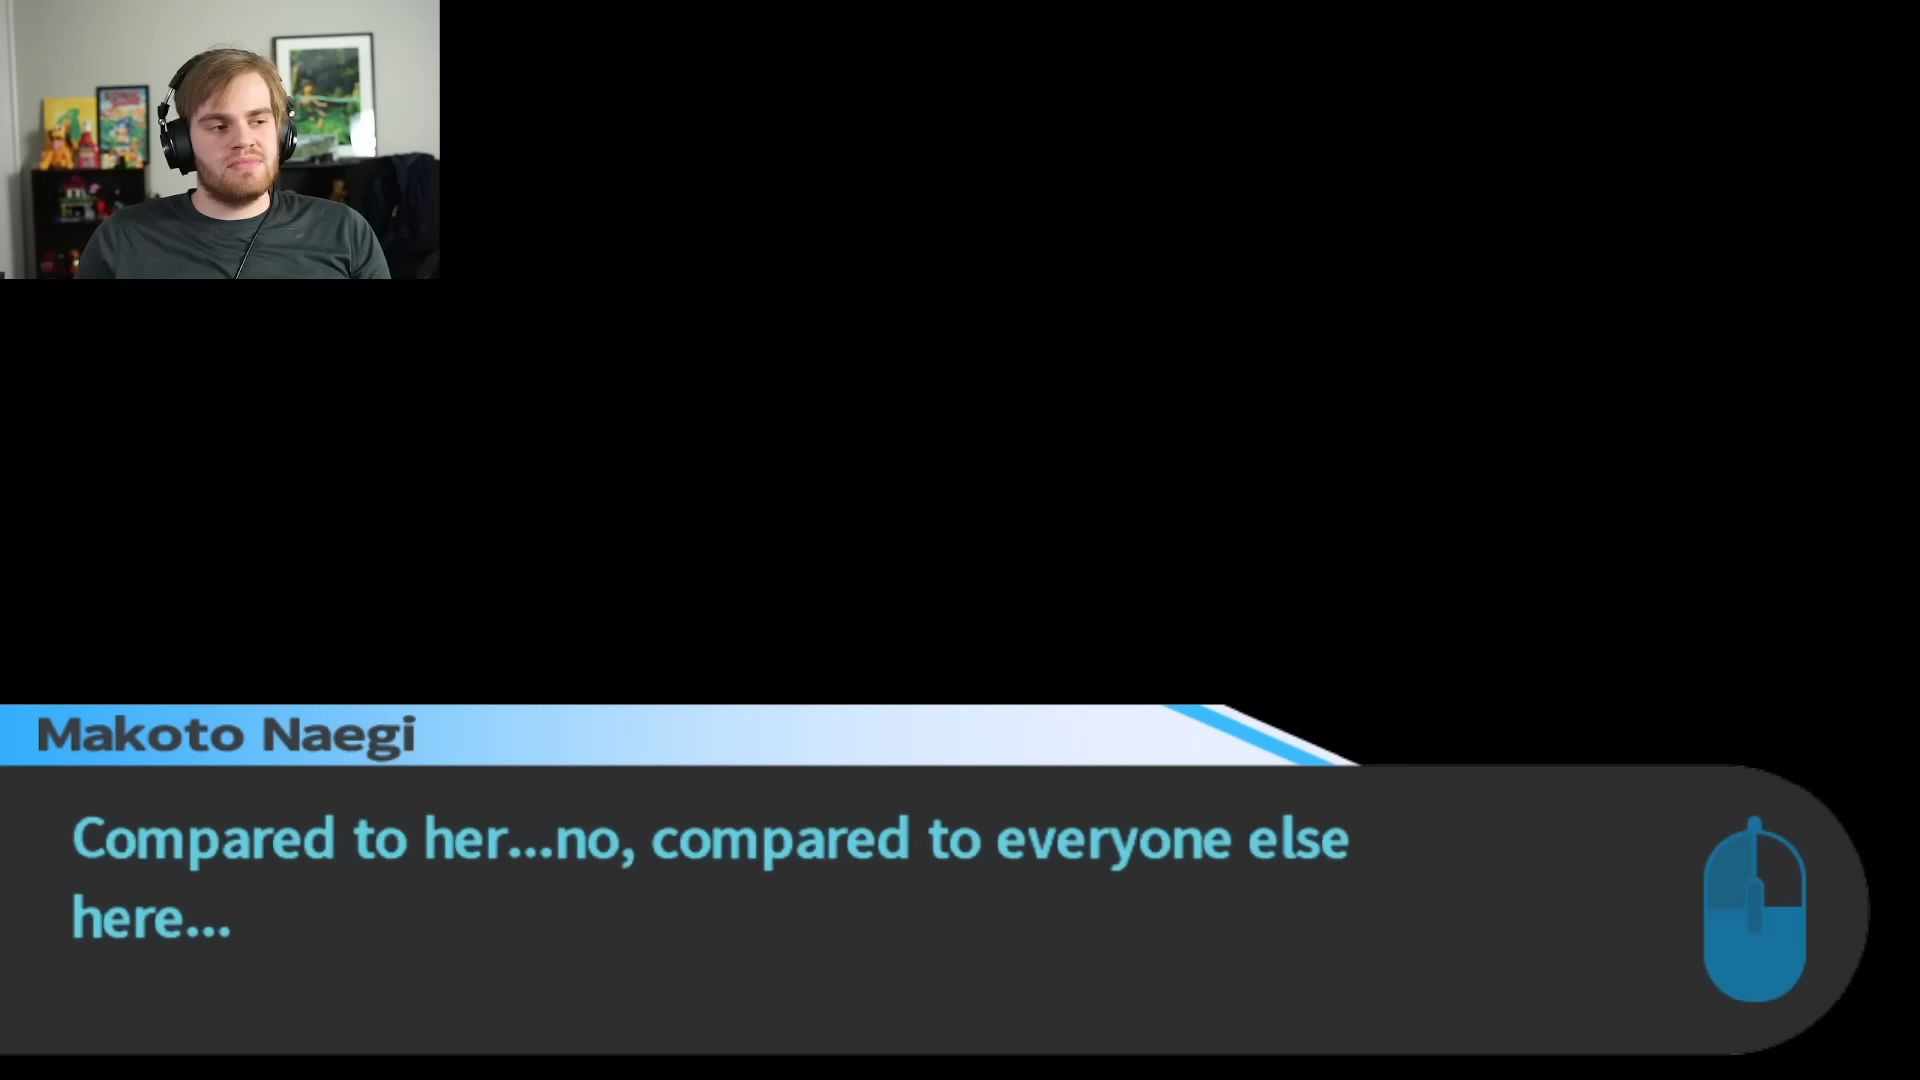 Makoto Naegi
Compared to her...no, compared to everyone else
here...